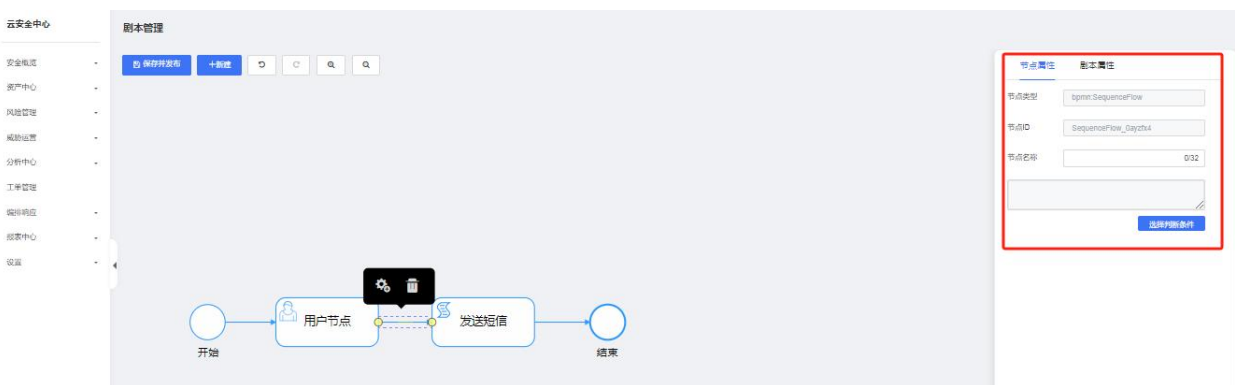 云安全中心
剧本管理
安全概览
资产中心
风险管理
威胁运营
分析中心
工单管理
编排响应
报表中心
设置
保存并发布
+新建
节点属性
剧本属性
节点类型
bpmn:SequenceFlow
节点ID
SequenceFlow_0ayzfx4
节点名称
0/32
选择判断条件
用户节点
发送短信
开始
结束